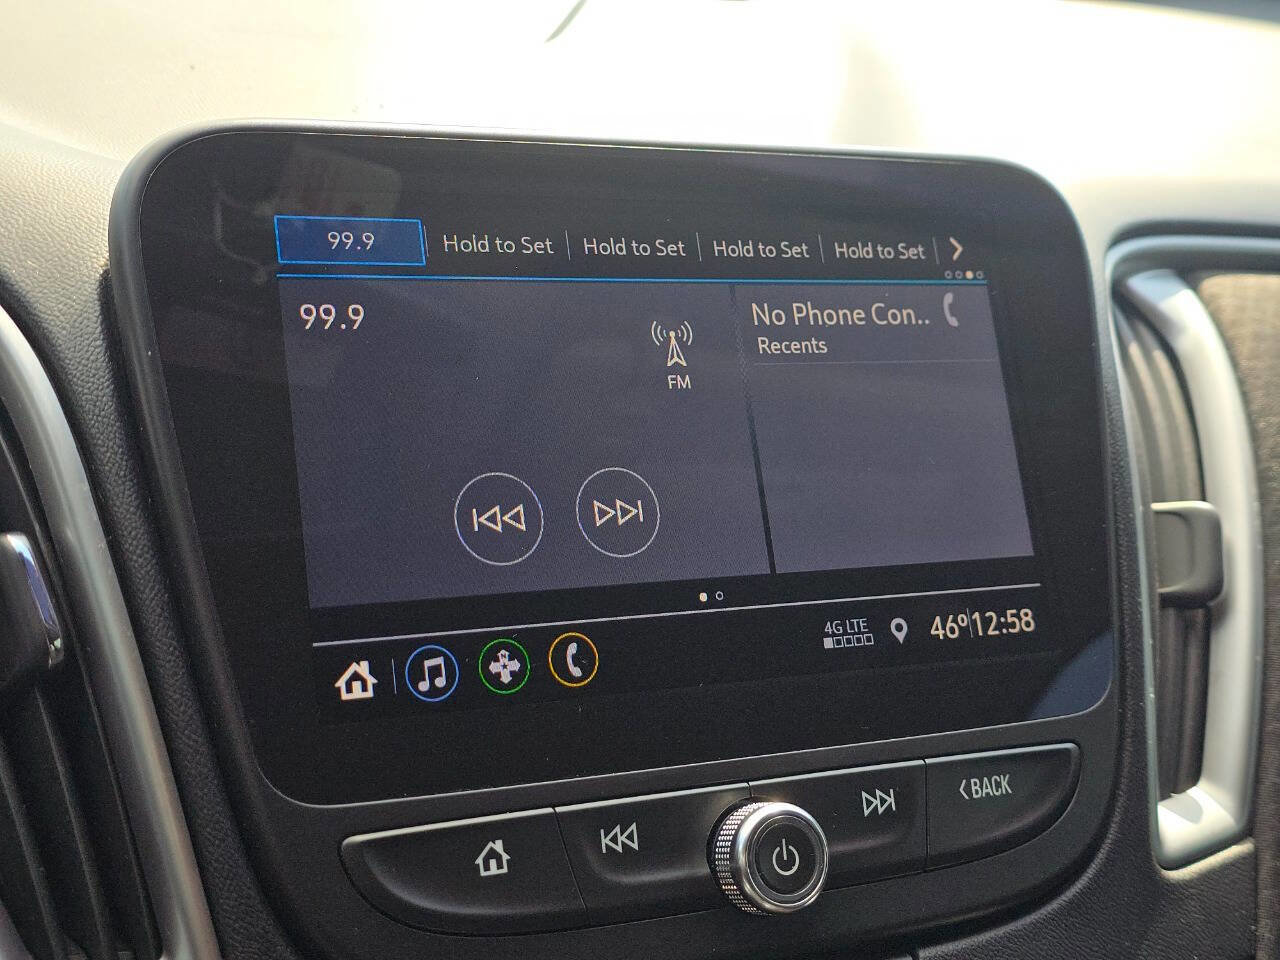 99.9 Hold to Set Hold to Set Hold to Set Hold to Set
99.9
FM
No Phone Con..
Recents
N
4G LTE
46° 12:58
BACK